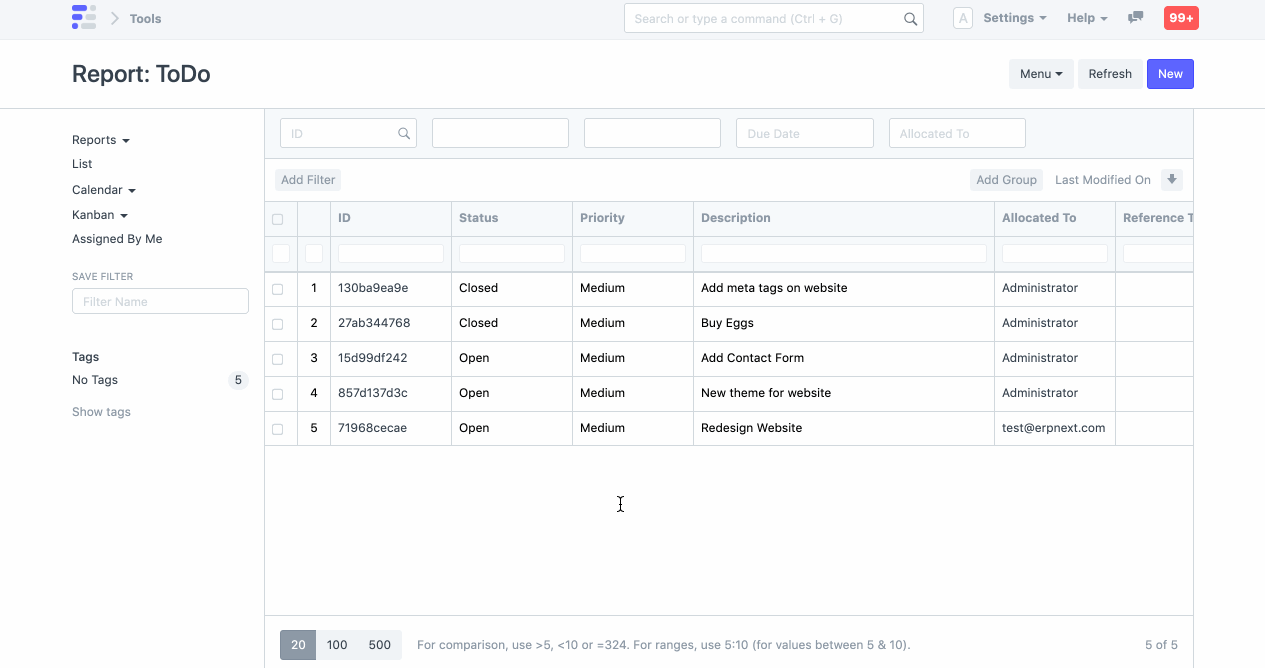 Tools
Search or type a command (Ctrl + G)
A
Settings
Help
99+
Report: ToDo
Menu
Refresh
New
Reports
List
Calendar
Kanban
Assigned By Me
SAVE FILTER
Filter Name
Tags
No Tags 5
Show tags
ID
Due Date
Allocated To
Add Filter
Add Group
Last Modified On
ID Status Priority Description Allocated To Reference T
1 130ba9ea9e Closed Medium Add meta tags on website Administrator
2 27ab344768 Closed Medium Buy Eggs Administrator
3 15d99df242 Open Medium Add Contact Form Administrator
4 857d137d3c Open Medium New theme for website Administrator
5 71968cecae Open Medium Redesign Website test@erpnext.com
20 100 500 For comparison, use >5, <10 or =324. For ranges, use 5:10 (for values between 5 & 10). 5 of 5